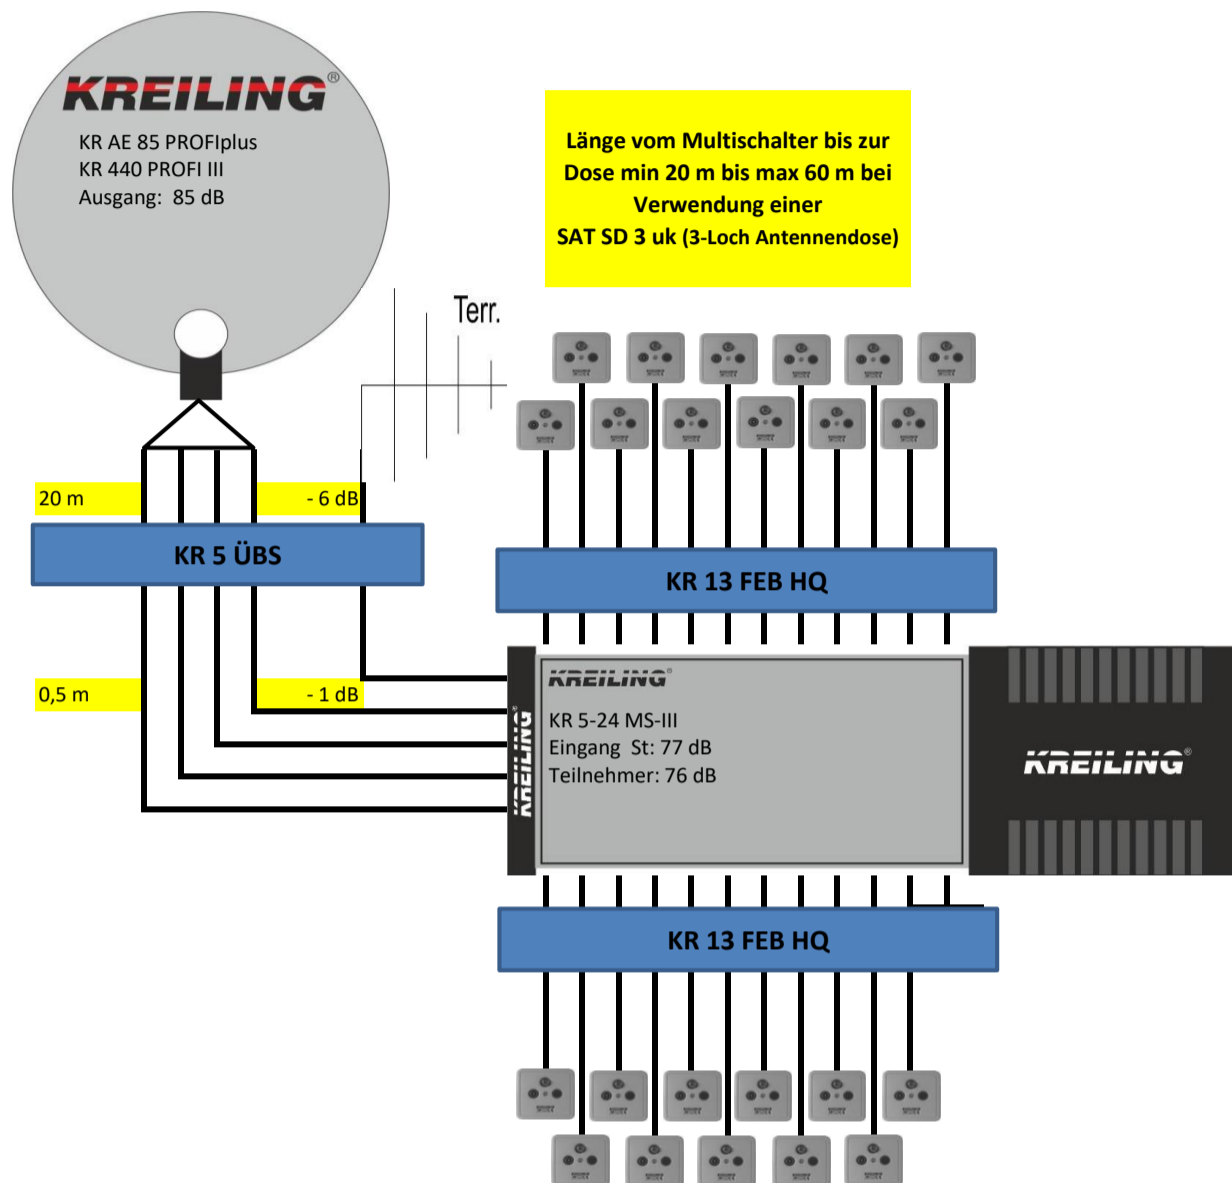 KREILING®
KR AE 85 PROFIplus
KR 440 PROFI III
Ausgang: 85 dB
Länge vom Multischalter bis zur
Dose min 20 m bis max 60 m bei
Verwendung einer
SAT SD 3 uk (3-Loch Antennendose)
Terr.
20 m
- 6 dB
KR 5 ÜBS
KR 13 FEB HQ
0,5 m
- 1 dB
KREILING
KREILING®
KR 5-24 MS-III
Eingang St: 77 dB
Teilnehmer: 76 dB
KREILING®
KR 13 FEB HQ